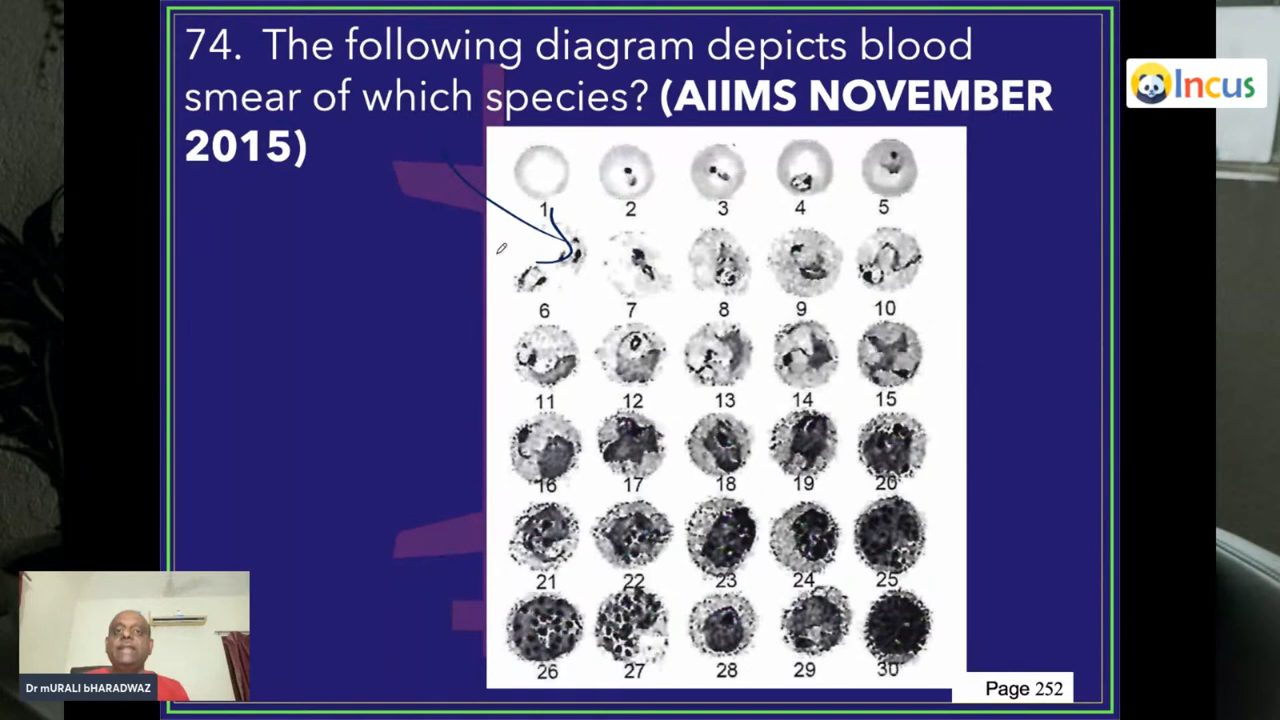 74. The following diagram depicts blood
smear of which species? (AIIMS NOVEMBER
2015)
Incus
1 2 3 4 5
6 7 8 9 10
11 12 13 14 15
16 17 18 19 20
21 22 23 24 25
26 27 28 29 30
Dr mURALI bHARADWAZ
Page 252